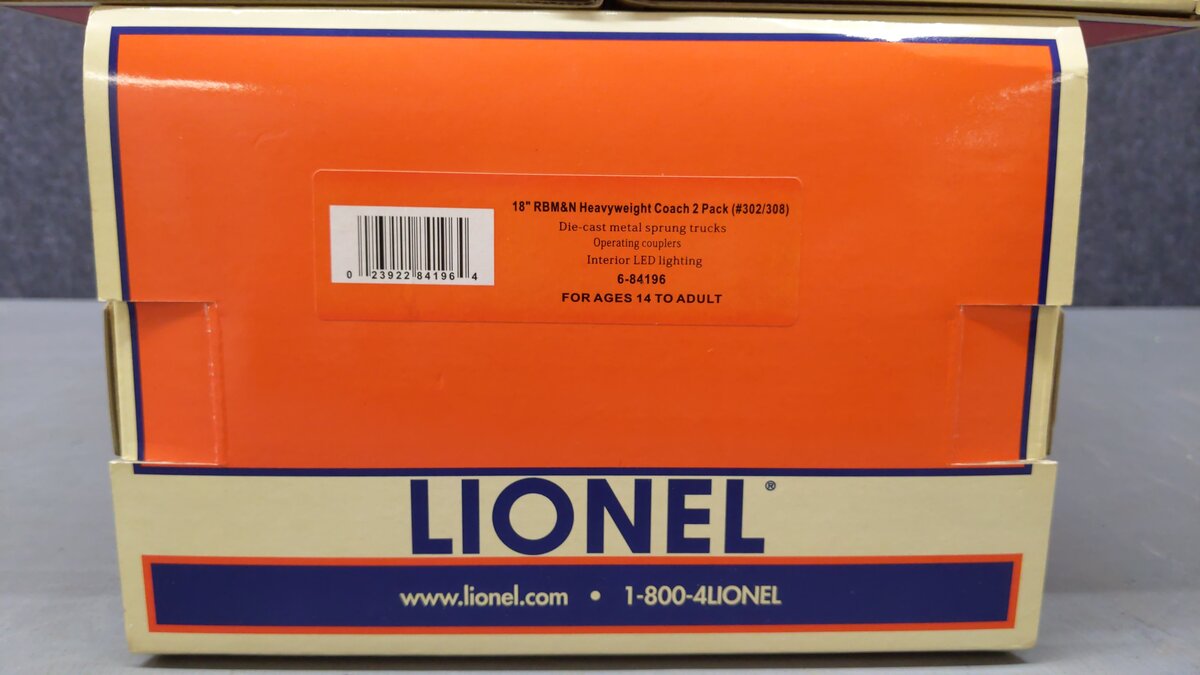 18" RBM&N Heavyweight Coach 2 Pack (#302/308)
Die-cast metal sprung trucks
Operating couplers
Interior LED lighting
6-84196
FOR AGES 14 TO ADULT
0 23922 84196 4
LIONEL®
www.lionel.com • 1-800-4LIONEL